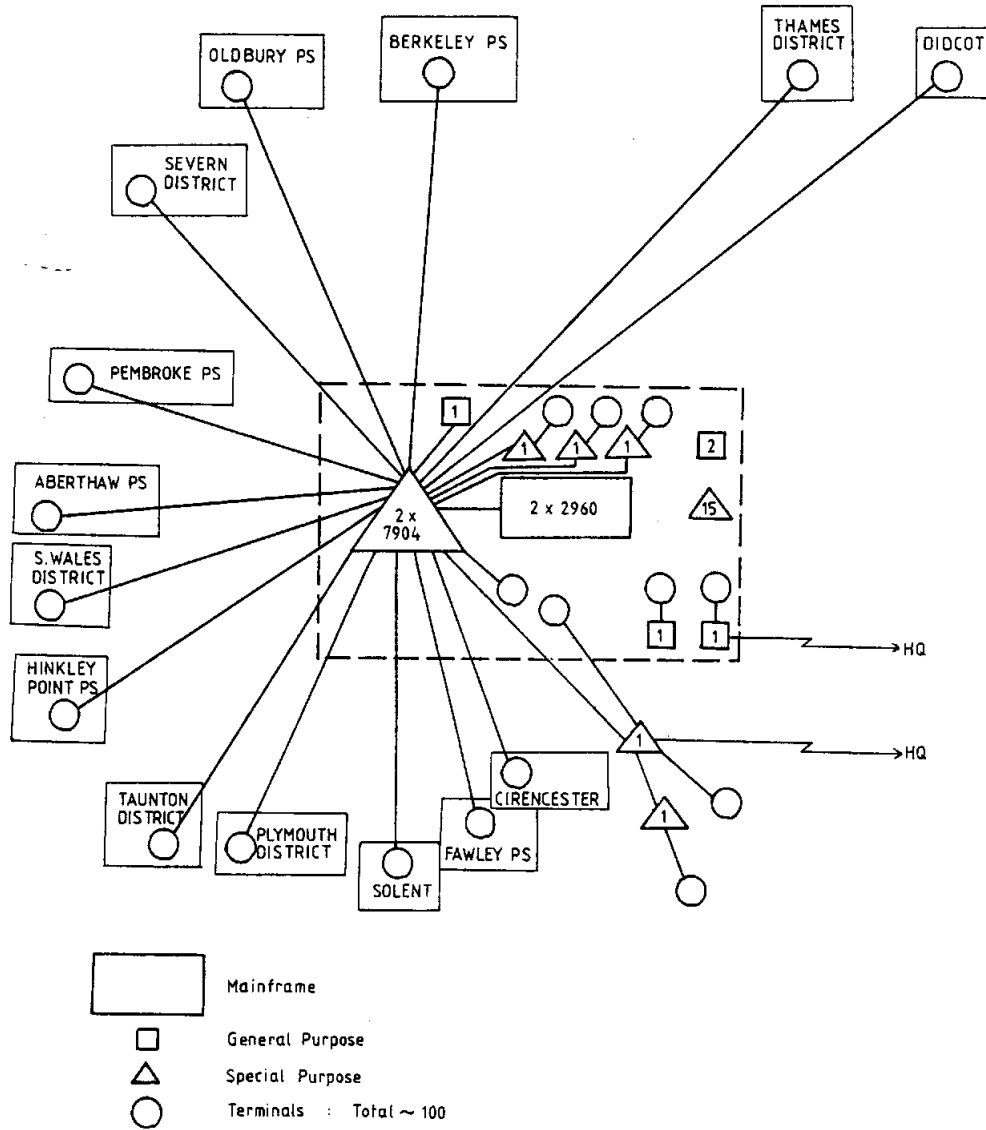 OLDBURY PS
BERKELEY PS
THAMES
DISTRICT
DIDCOT
SEVERN
DISTRICT
PEMBROKE PS
1
1
1
1
2
ABERTHAW PS
2 x
7904
2 x 2960
15
S.WALES
DISTRICT
1
1
HQ
HINKLEY
POINT PS
1
HQ
CIRENCESTER
TAUNTON
DISTRICT
1
PLYMOUTH
DISTRICT
FAWLEY PS
SOLENT
Mainframe
General Purpose
Special Purpose
Terminals : Total ~ 100